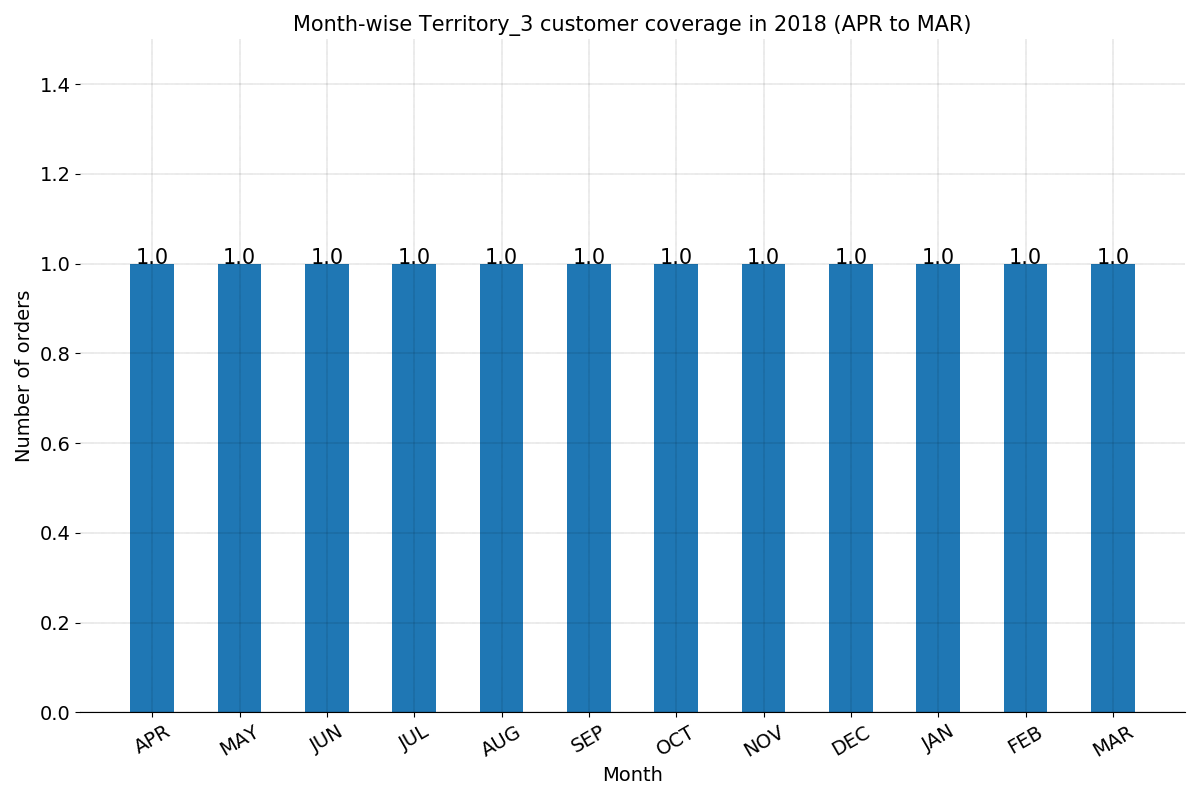 Month-wise Territory_3 customer coverage in 2018 (APR to MAR)
1.4
1.2
1.0
0.8
0.6
0.4
0.2
0.0
Number of orders
1.0 1.0 1.0 1.0 1.0 1.0 1.0 1.0 1.0 1.0 1.0 1.0
APR MAY JUN JUL AUG SEP OCT NOV DEC JAN FEB MAR
Month